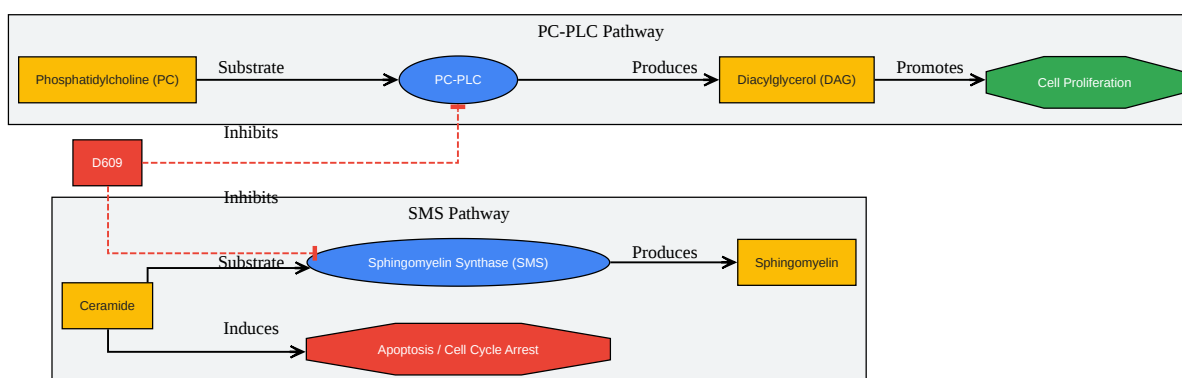 PC-PLC Pathway
Phosphatidylcholine (PC)
Substrate
PC-PLC
Produces
Diacylglycerol (DAG)
Promotes
Cell Proliferation
Inhibits
D609
Inhibits
SMS Pathway
Substrate
Sphingomyelin Synthase (SMS)
Produces
Sphingomyelin
Ceramide
Induces
Apoptosis / Cell Cycle Arrest